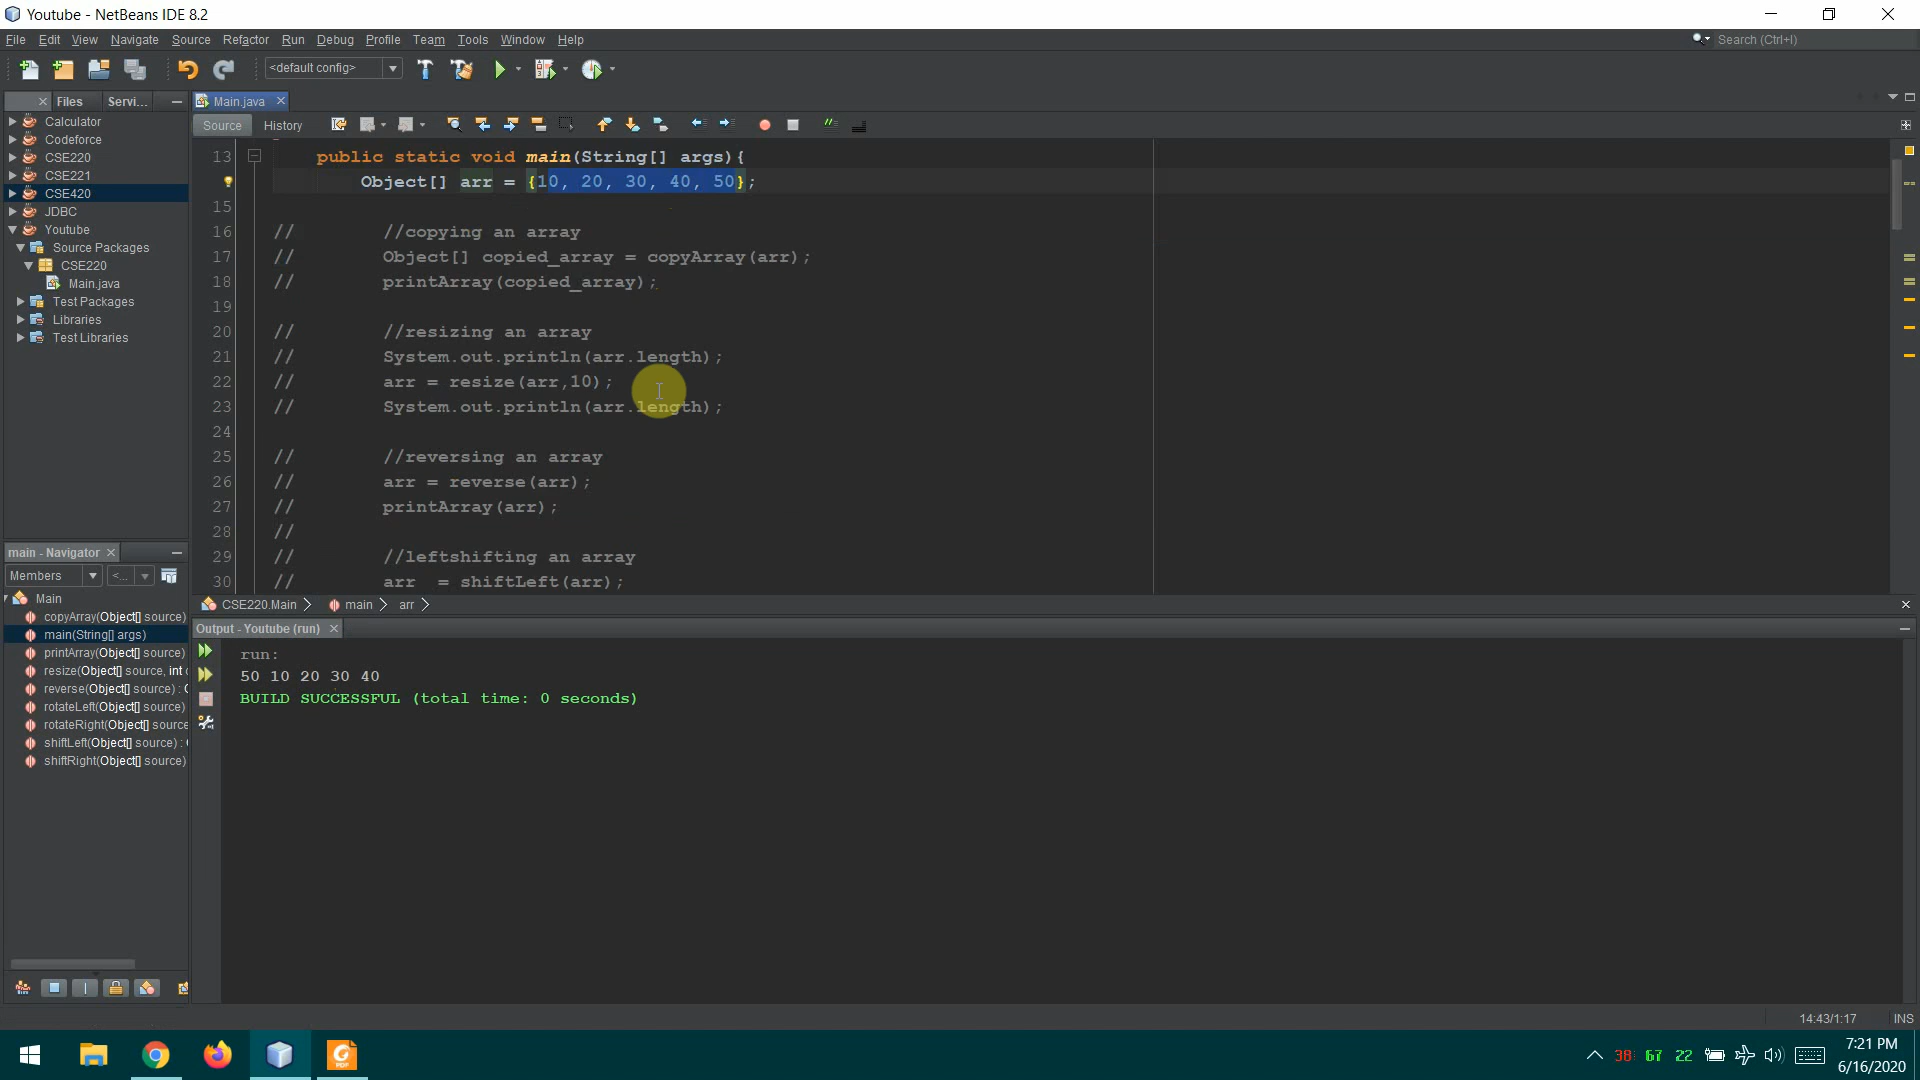 Youtube - NetBeans IDE 8.2
File Edit View Navigate Source Refactor Run Debug Profile Team Tools Window Help
Search (Ctrl+I)
<default config>
Files Servi... Main.java
Source History
Calculator
Codeforce
CSE220
CSE221
CSE420
JDBC
Youtube
Source Packages
CSE220
Main.java
Test Packages
Libraries
Test Libraries
13 public static void main(String[] args){
Object[] arr = {10, 20, 30, 40, 50};
15
16 // //copying an array
17 // Object[] copied_array = copyArray(arr);
18 // printArray(copied_array);
19
20 // //resizing an array
21 // System.out.println(arr.length);
22 // arr = resize(arr,10);
23 // System.out.println(arr.length);
24
25 // //reversing an array
26 // arr = reverse(arr);
27 // printArray(arr);
28 //
29 // //leftshifting an array
30 // arr = shiftLeft(arr);
CSE220.Main main arr
main - Navigator
Members <...
Main
copyArray(Object[] source)
main(String[] args)
printArray(Object[] source)
resize(Object[] source, int
reverse(Object[] source) :
rotateLeft(Object[] source)
rotateRight(Object[] source
shiftLeft(Object[] source) :
shiftRight(Object[] source)
Output - Youtube (run)
run:
50 10 20 30 40
BUILD SUCCESSFUL (total time: 0 seconds)
14:43/1:17 INS
38 67 22
7:21 PM
6/16/2020